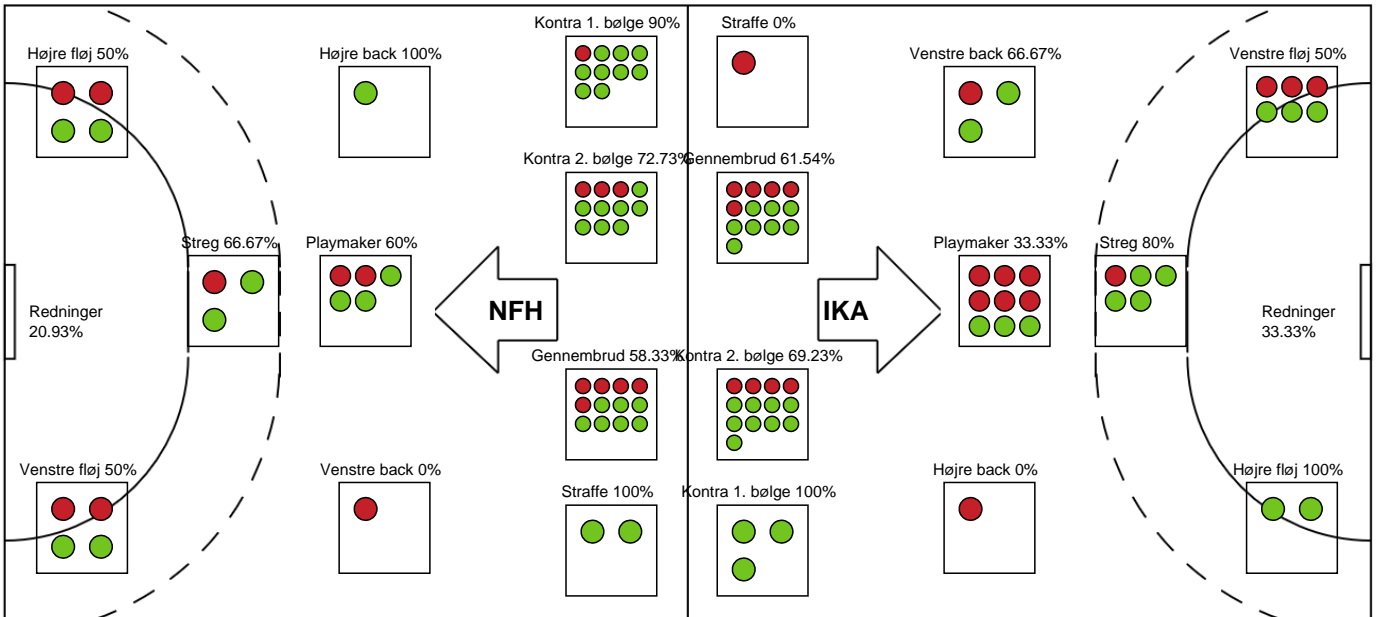 Kontra 1. bølge 90%
Straffe 0%
Højre fløj 50%
Højre back 100%
Venstre back 66.67%
Venstre fløj 50%
Kontra 2. bølge 72.73%
Gennembrud 61.54%
Streg 66.67%
Playmaker 60%
Playmaker 33.33%
Streg 80%
NFH
IKA
Redninger
20.93%
Redninger
33.33%
Gennembrud 58.33%
Kontra 2. bølge 69.23%
Venstre fløj 50%
Venstre back 0%
Højre back 0%
Højre fløj 100%
Straffe 100%
Kontra 1. bølge 100%